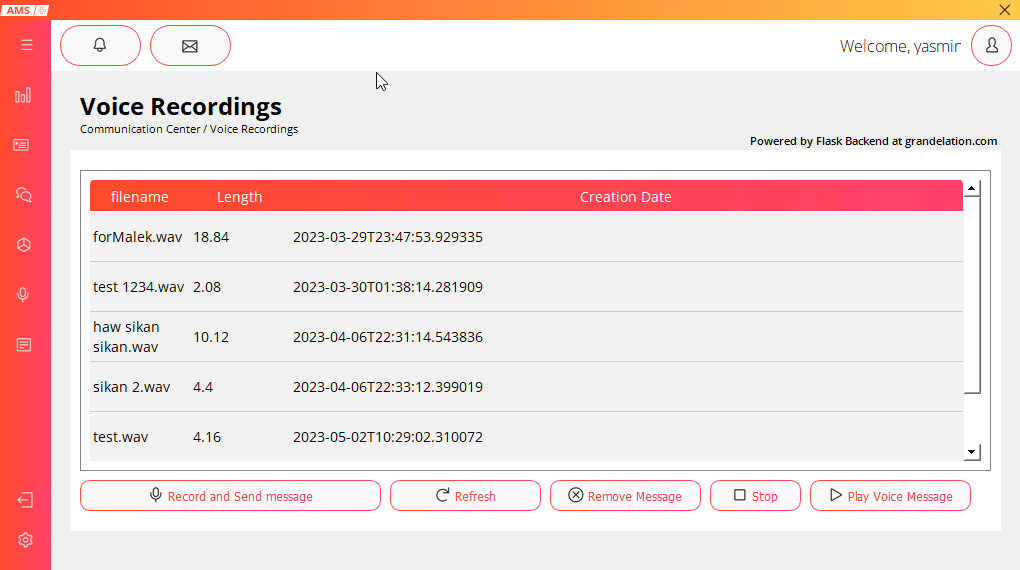 AMS
Welcome, yasmin
Voice Recordings
Communication Center / Voice Recordings
Powered by Flask Backend at grandelation.com
filename Length Creation Date
forMalek.wav 18.84 2023-03-29T23:47:53.929335
test 1234.wav 2.08 2023-03-30T01:38:14.281909
haw sikan
sikan.wav 10.12 2023-04-06T22:31:14.543836
sikan 2.wav 4.4 2023-04-06T22:33:12.399019
test.wav 4.16 2023-05-02T10:29:02.310072
Record and Send message Refresh Remove Message Stop Play Voice Message